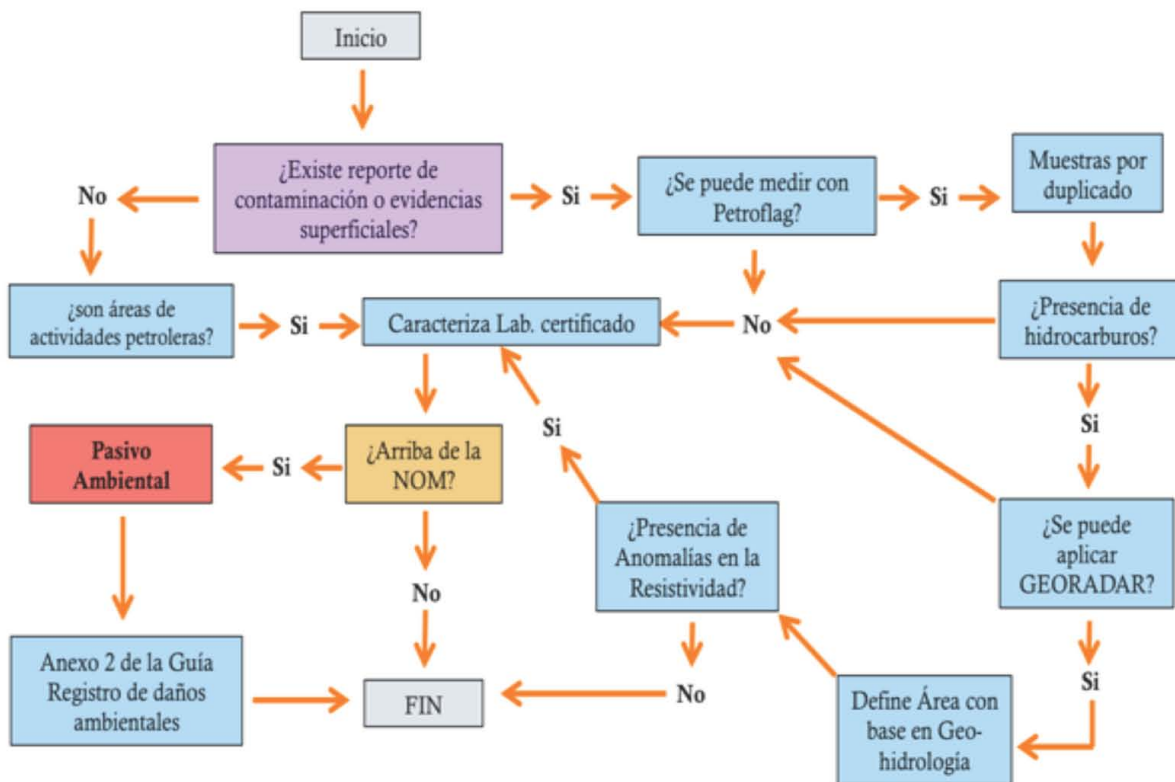 Inicio
¿Existe reporte de
contaminación o evidencias
superficiales?
No
Si
¿Se puede medir con
Petroflag?
Si
Muestras por
duplicado
¿son áreas de
actividades petroleras?
Si
Caracteriza Lab. certificado
No
¿Presencia de
hidrocarburos?
Si
Pasivo
Ambiental
Si
¿Arriba de la
NOM?
Si
¿Presencia de
Anomalías en la
Resistividad?
¿Se puede
aplicar
GEORADAR?
No
Anexo 2 de la Guía
Registro de daños
ambientales
FIN
No
Define Área con
base en Geo-
hidrología
Si